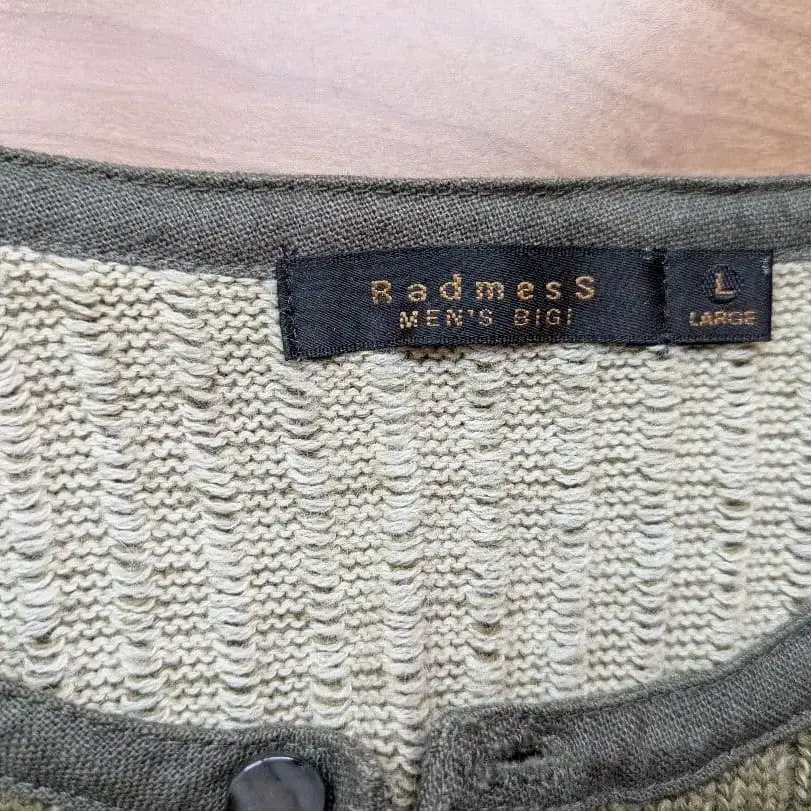 RadmesS
MEN'S BIGI
L
LARGE